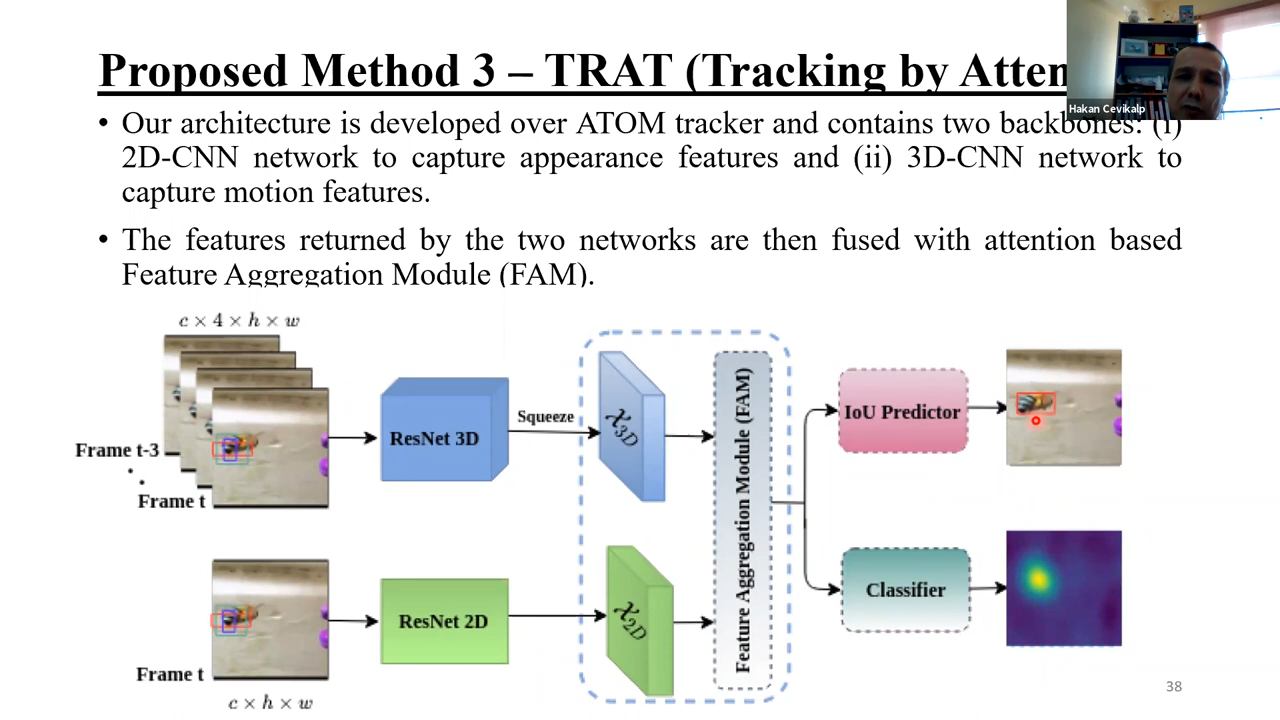 Proposed Method 3 – TRAT (Tracking by Atten
Hakan Cevikalp
• Our architecture is developed over ATOM tracker and contains two backbones: (i)
2D-CNN network to capture appearance features and (ii) 3D-CNN network to
capture motion features.
• The features returned by the two networks are then fused with attention based
Feature Aggregation Module (FAM).
c × 4 × h × w
Frame t-3
Frame t
ResNet 3D
Squeeze
χ3D
Feature Aggregation Module (FAM)
IoU Predictor
Frame t
c × h × w
ResNet 2D
χ2D
Classifier
38